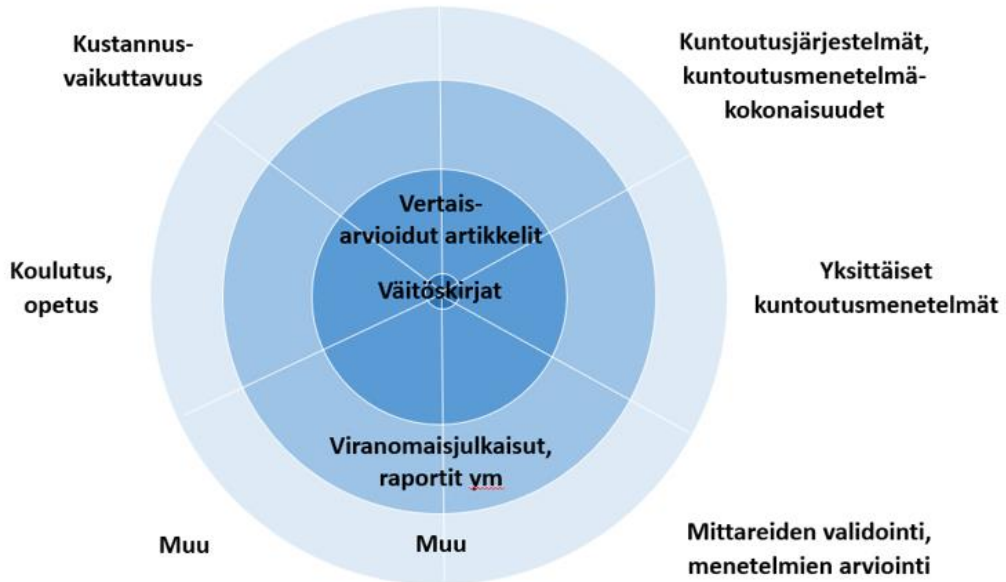 Kustannus-
vaikuttavuus
Kuntoutusjärjestelmät,
kuntoutusmenetelmä-
kokonaisuudet
Vertais-
arvioidut artikkelit
Koulutus,
opetus
Väitöskirjat
Yksittäiset
kuntoutusmenetelmät
Viranomaisjulkaisut,
raportit ym
Muu
Muu
Mittareiden validointi,
menetelmien arviointi